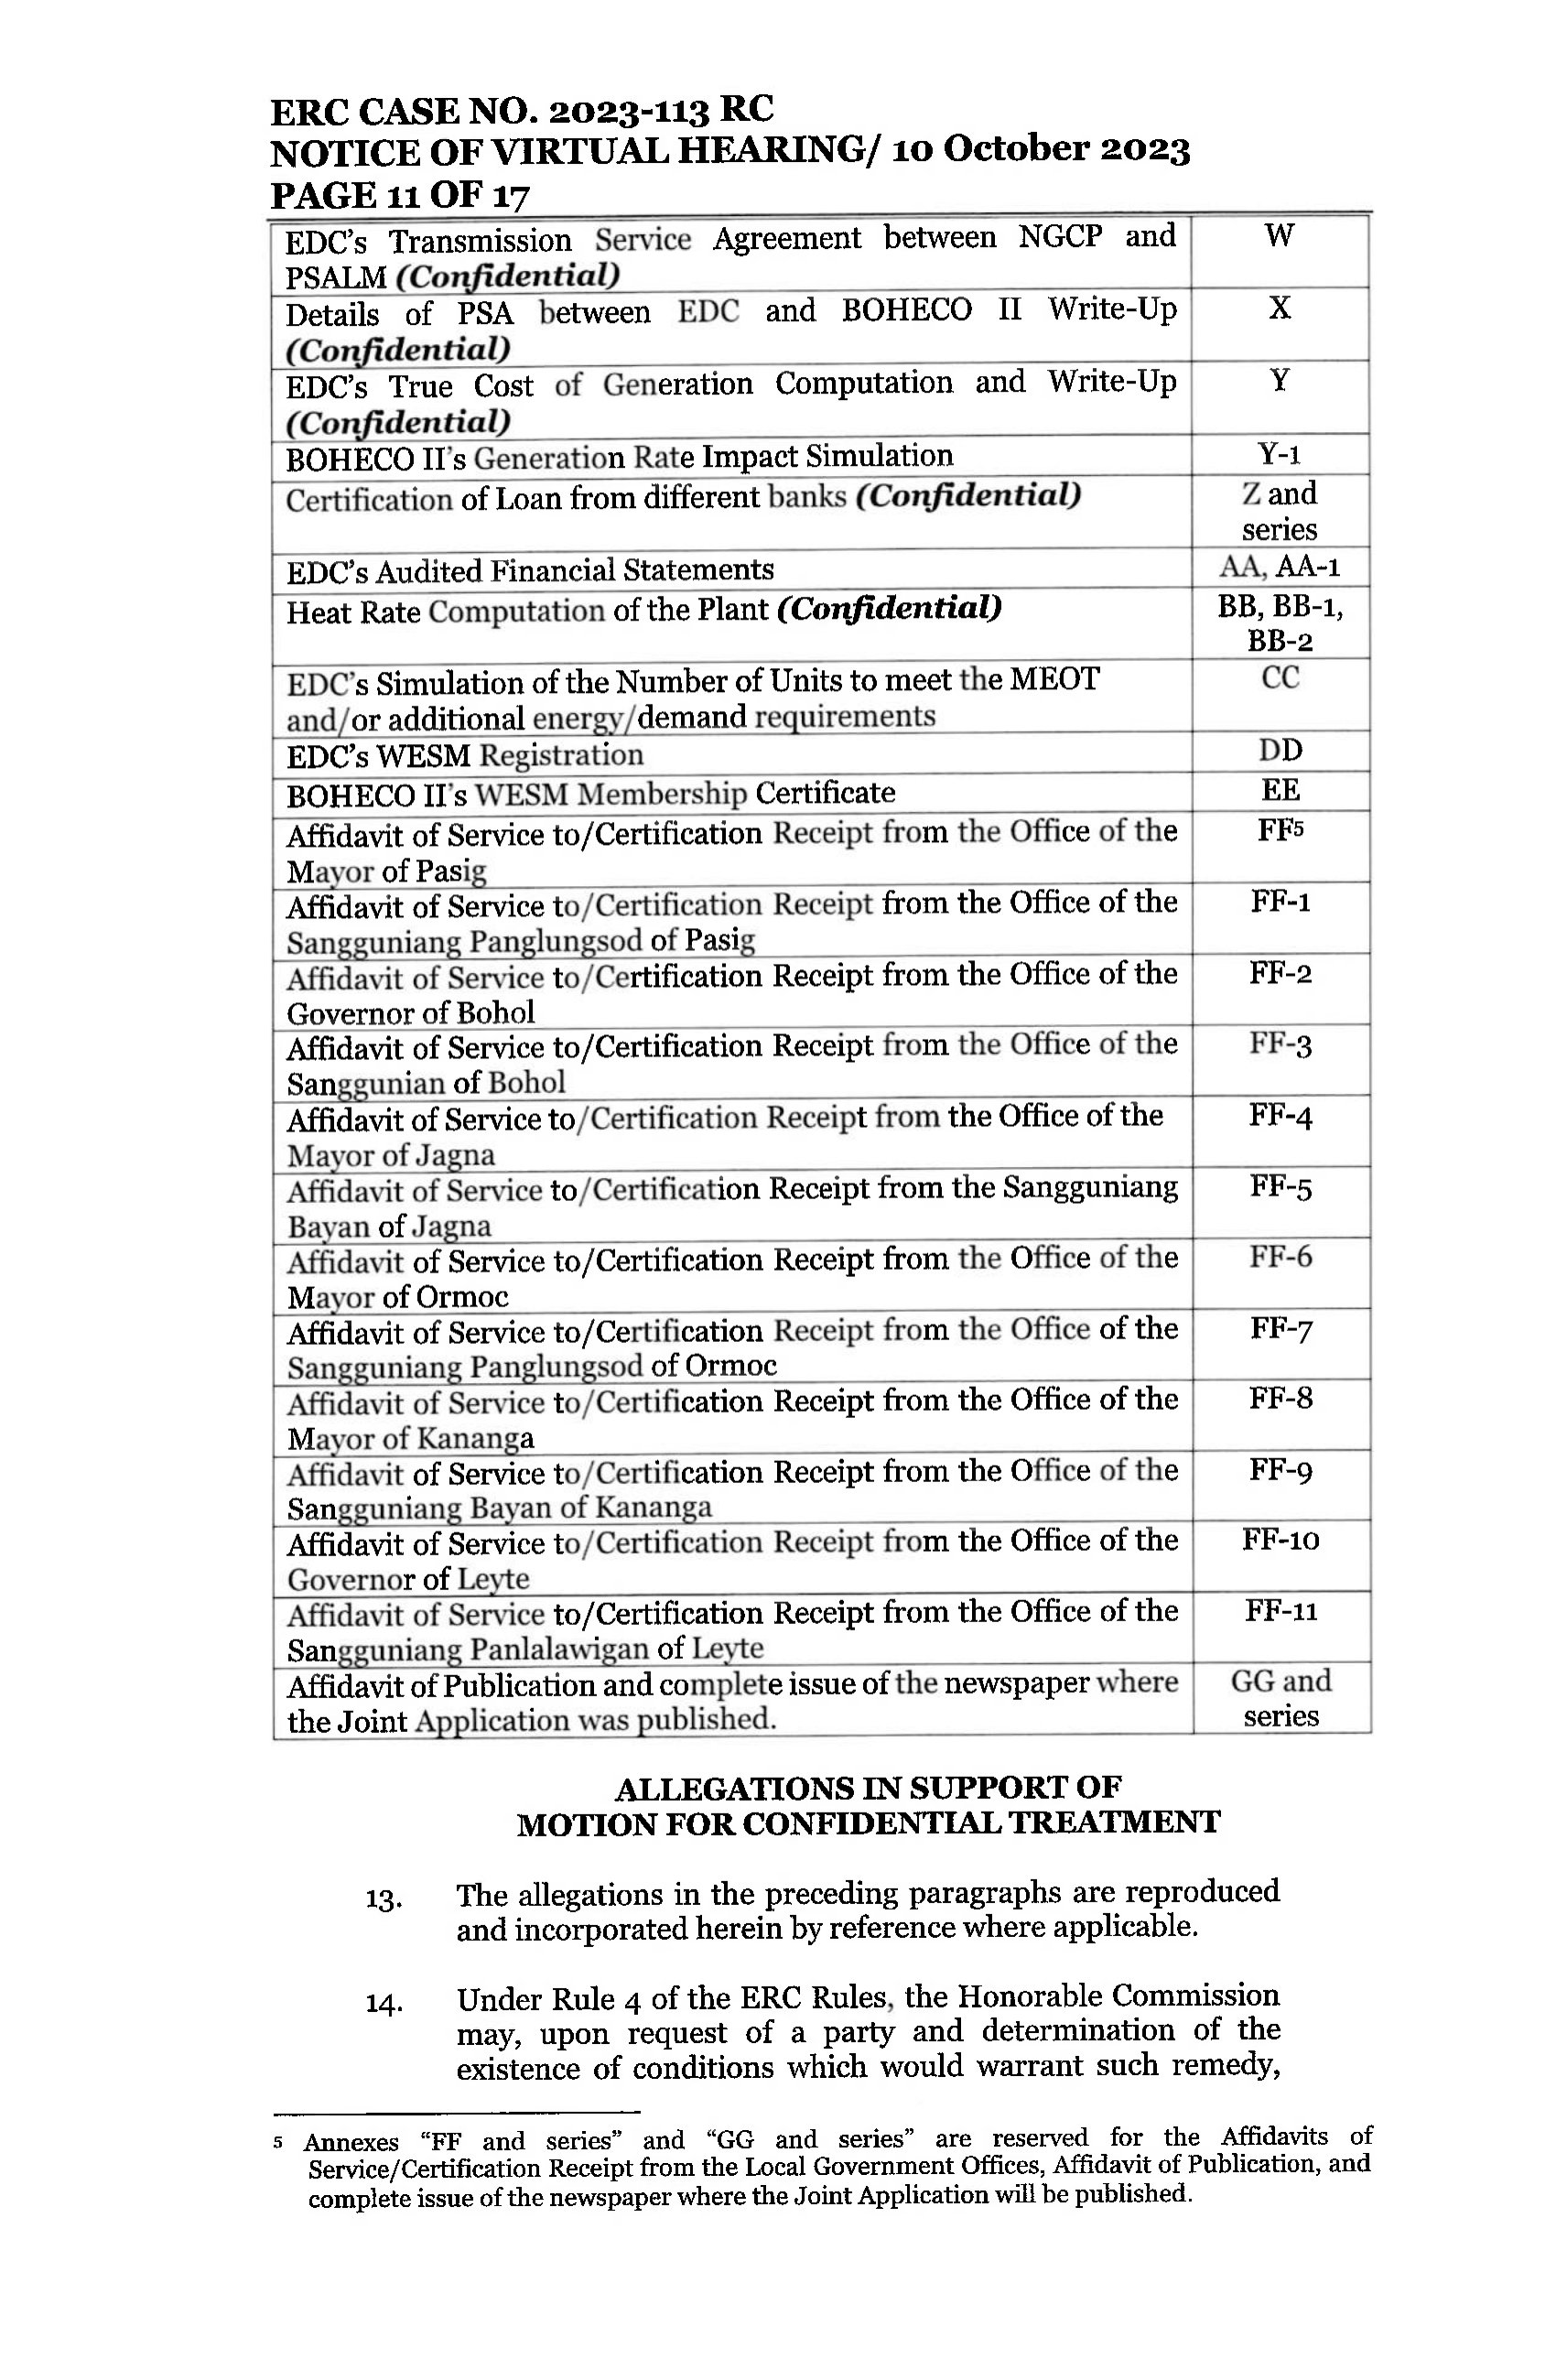 ERC CASE NO. 2023-113 RC
NOTICE OF VIRTUAL HEARING/ 10 October 2023
PAGE 11 OF 17
EDC's Transmission Service Agreement between NGCP and W
PSALM (Confidential)
Details of PSA between EDC and BOHECO II Write-Up X
(Confidential)
EDC's True Cost of Generation Computation and Write-Up Y
(Confidential)
BOHECO II's Generation Rate Impact Simulation Y-1
Certification of Loan from different banks (Confidential) Z and
series
EDC's Audited Financial Statements AA, AA-1
Heat Rate Computation of the Plant (Confidential) BB, BB-1,
BB-2
EDC's Simulation of the Number of Units to meet the MEOT CC
and/or additional energy/demand requirements
EDC's WESM Registration DD
BOHECO II's WESM Membership Certificate EE
Affidavit of Service to/Certification Receipt from the Office of the FF5
Mayor of Pasig
Affidavit of Service to/Certification Receipt from the Office of the FF-1
Sangguniang Panglungsod of Pasig
Affidavit of Service to/Certification Receipt from the Office of the FF-2
Governor of Bohol
Affidavit of Service to/Certification Receipt from the Office of the FF-3
Sanggunian of Bohol
Affidavit of Service to/Certification Receipt from the Office of the FF-4
Mayor of Jagna
Affidavit of Service to/Certification Receipt from the Sangguniang FF-5
Bayan of Jagna
Affidavit of Service to/Certification Receipt from the Office of the FF-6
Mayor of Ormoc
Affidavit of Service to/Certification Receipt from the Office of the FF-7
Sangguniang Panglungsod of Ormoc
Affidavit of Service to/Certification Receipt from the Office of the FF-8
Mayor of Kananga
Affidavit of Service to/Certification Receipt from the Office of the FF-9
Sangguniang Bayan of Kananga
Affidavit of Service to/Certification Receipt from the Office of the FF-10
Governor of Leyte
Affidavit of Service to/Certification Receipt from the Office of the FF-11
Sangguniang Panlalawigan of Leyte
Affidavit of Publication and complete issue of the newspaper where GG and
the Joint Application was published. series
ALLEGATIONS IN SUPPORT OF
MOTION FOR CONFIDENTIAL TREATMENT
13. The allegations in the preceding paragraphs are reproduced
and incorporated herein by reference where applicable.
14. Under Rule 4 of the ERC Rules, the Honorable Commission
may, upon request of a party and determination of the
existence of conditions which would warrant such remedy,
5 Annexes “FF and series” and “GG and series” are reserved for the Affidavits of
Service/Certification Receipt from the Local Government Offices, Affidavit of Publication, and
complete issue of the newspaper where the Joint Application will be published.